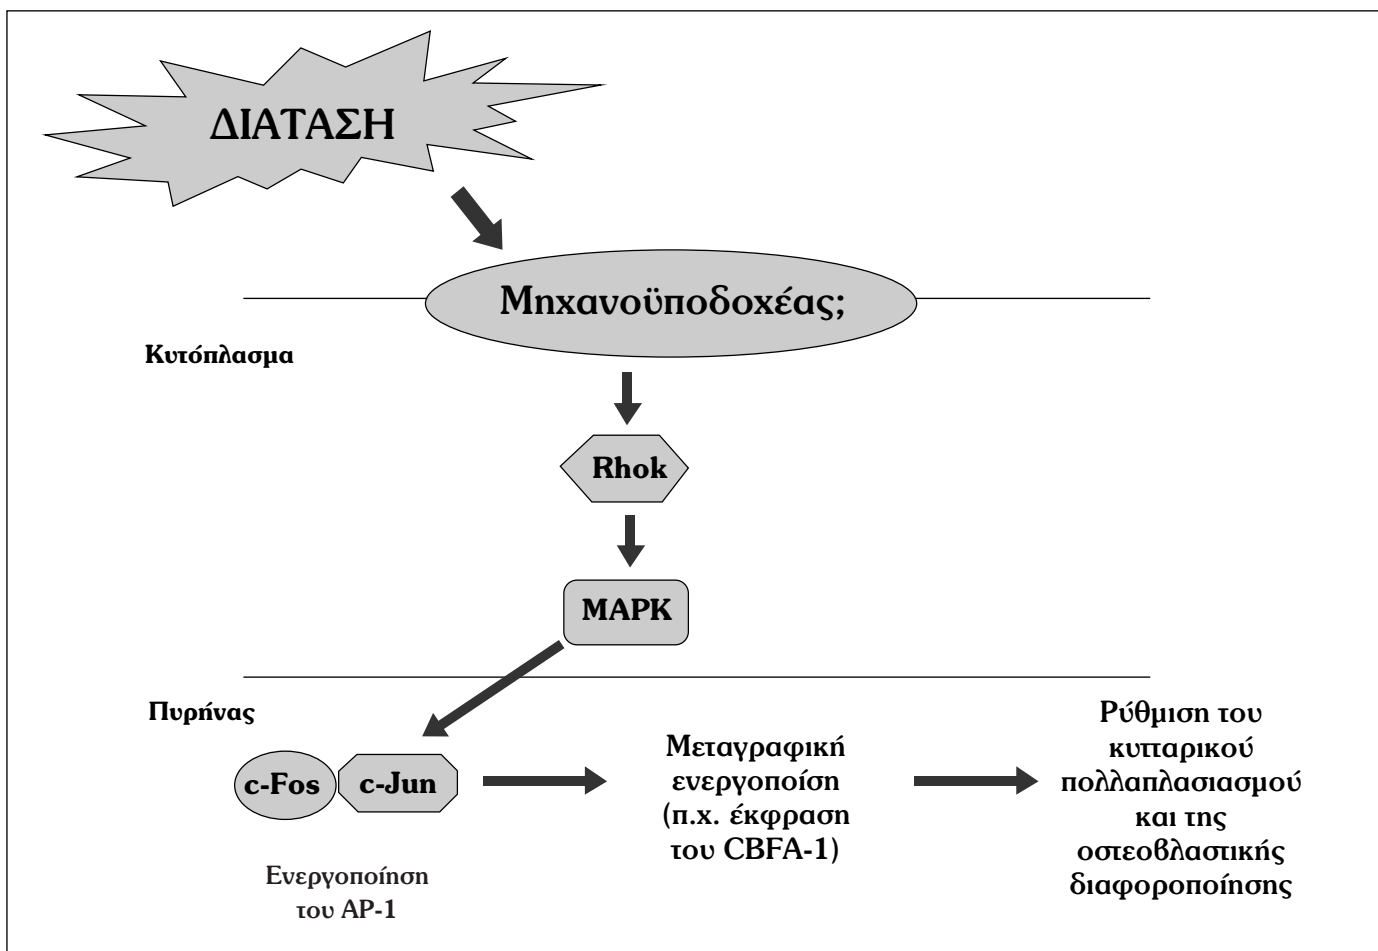 ΔΙΑΤΑΣΗ
Μηχανοϋποδοχέας;
Κυτόπλασμα
Rhok
MAPK
Πυρήνας
c-Fos
c-Jun
Ενεργοποίηση
του AP-1
Μεταγραφική
ενεργοποίση
(π.χ. έκφραση
του CBFA-1)
Ρύθμιση του
κυτταρικού
πολλαπλασιασμού
και της
οστεοβλαστικής
διαφοροποίησης